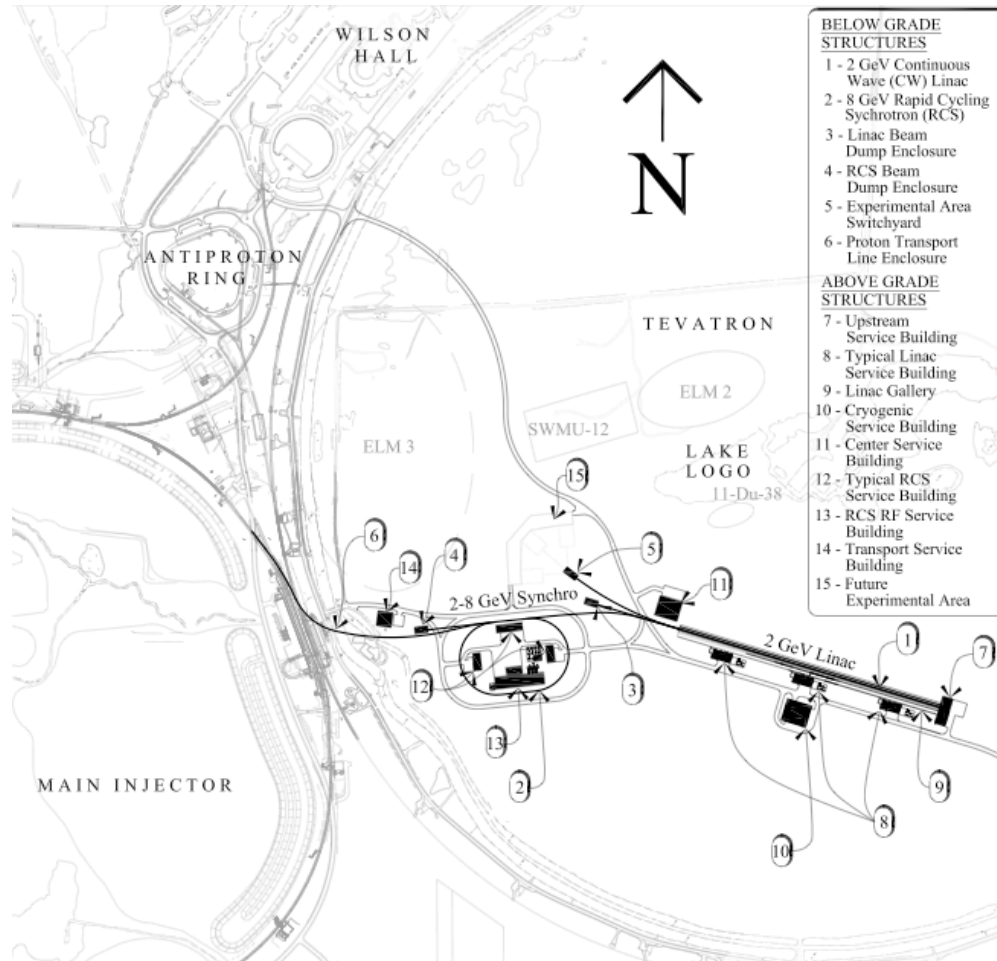 WILSON
HALL
N
ANTIPROTON
RING
TEVATRON
ELM 2
SWMU-12
ELM 3
LAKE
LOGO
11-Du-38
15
6
14
4
5
11
2-8 GeV Synchro
2 GeV Linac
1
7
12
3
13
2
MAIN INJECTOR
9
8
10
BELOW GRADE
STRUCTURES
1 - 2 GeV Continuous
Wave (CW) Linac
2 - 8 GeV Rapid Cycling
Sychrotron (RCS)
3 - Linac Beam
Dump Enclosure
4 - RCS Beam
Dump Enclosure
5 - Experimental Area
Switchyard
6 - Proton Transport
Line Enclosure
ABOVE GRADE
STRUCTURES
7 - Upstream
Service Building
8 - Typical Linac
Service Building
9 - Linac Gallery
10 - Cryogenic
Service Building
11 - Center Service
Building
12 - Typical RCS
Service Building
13 - RCS RF Service
Building
14 - Transport Service
Building
15 - Future
Experimental Area